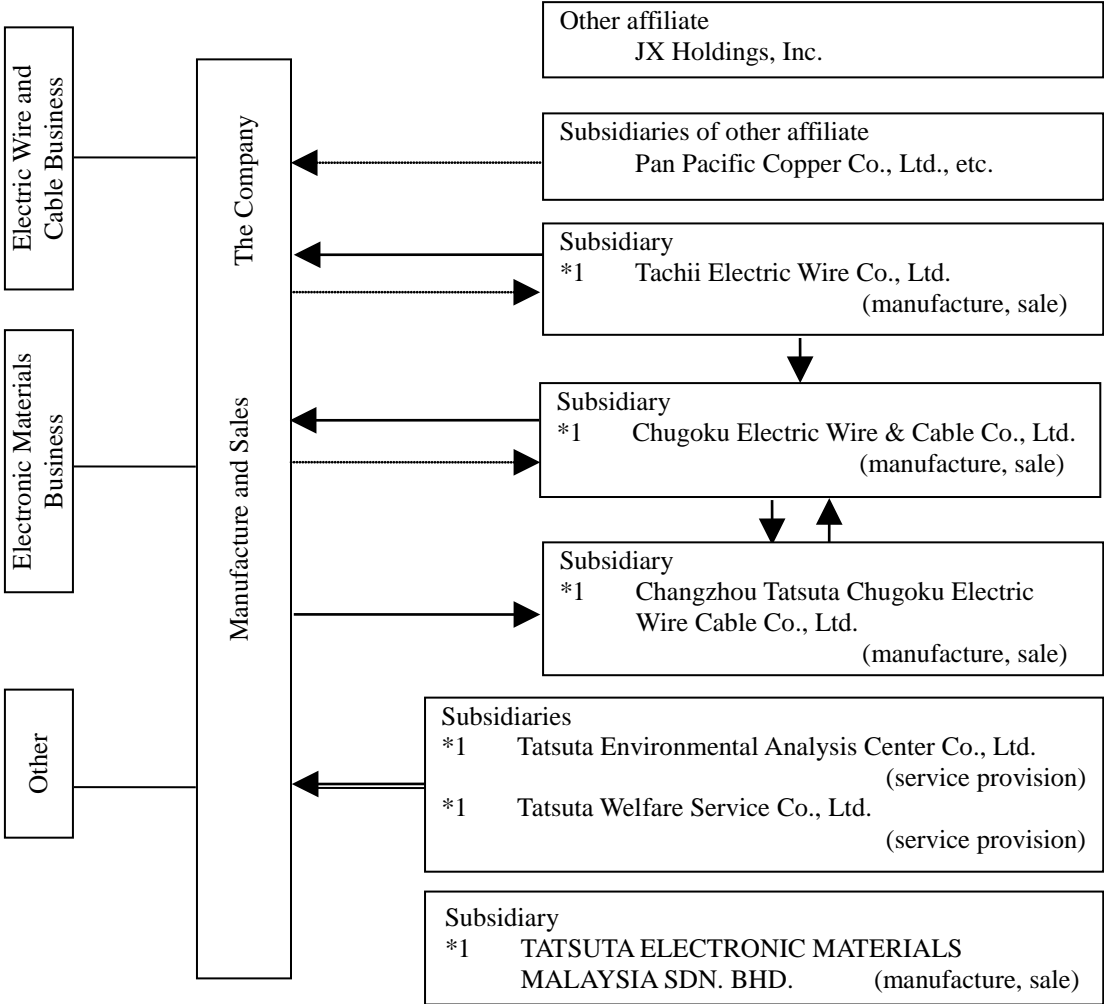 Electric Wire and
Cable Business
Electronic Materials
Business
Other
The Company
Manufacture and Sales
Other affiliate
JX Holdings, Inc.
Subsidiaries of other affiliate
Pan Pacific Copper Co., Ltd., etc.
Subsidiary
*1 Tachii Electric Wire Co., Ltd.
(manufacture, sale)
Subsidiary
*1 Chugoku Electric Wire & Cable Co., Ltd.
(manufacture, sale)
Subsidiary
*1 Changzhou Tatsuta Chugoku Electric
Wire Cable Co., Ltd.
(manufacture, sale)
Subsidiaries
*1 Tatsuta Environmental Analysis Center Co., Ltd.
(service provision)
*1 Tatsuta Welfare Service Co., Ltd.
(service provision)
Subsidiary
*1 TATSUTA ELECTRONIC MATERIALS
MALAYSIA SDN. BHD. (manufacture, sale)